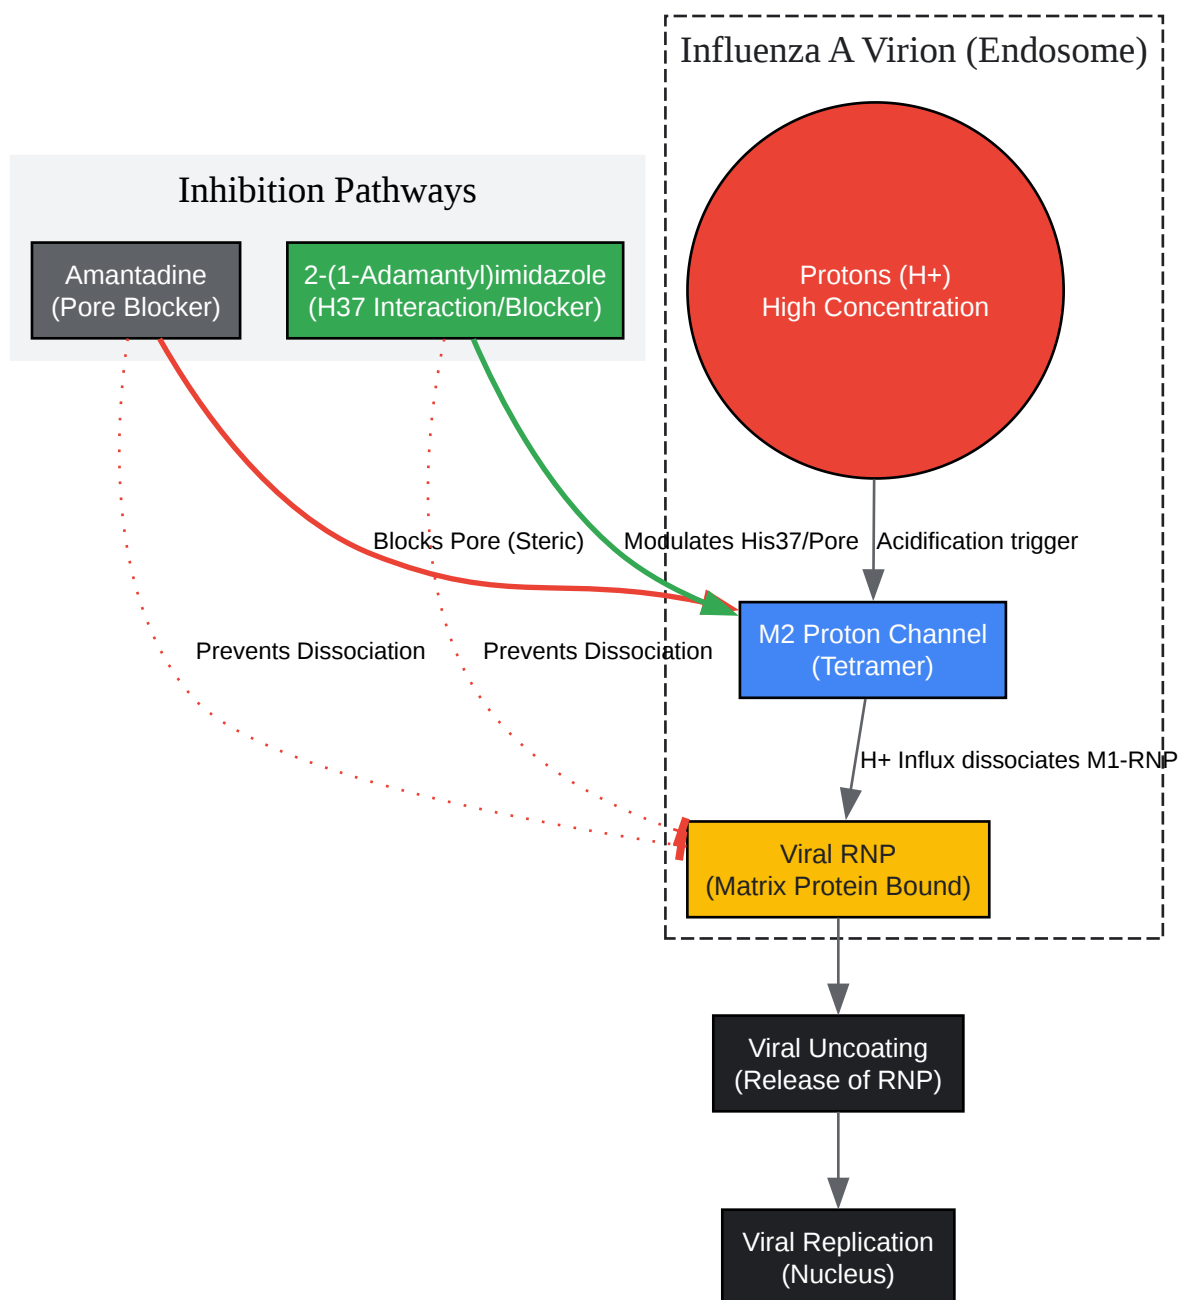 Influenza A Virion (Endosome)
Inhibition Pathways
Amantadine
(Pore Blocker)
2-(1-Adamantyl)imidazole
(H37 Interaction/Blocker)
Protons (H+)
High Concentration
Blocks Pore (Steric)
Modulates His37/Pore
Acidification trigger
M2 Proton Channel
(Tetramer)
Prevents Dissociation
Prevents Dissociation
H+ Influx dissociates M1-RNP
Viral RNP
(Matrix Protein Bound)
Viral Uncoating
(Release of RNP)
Viral Replication
(Nucleus)